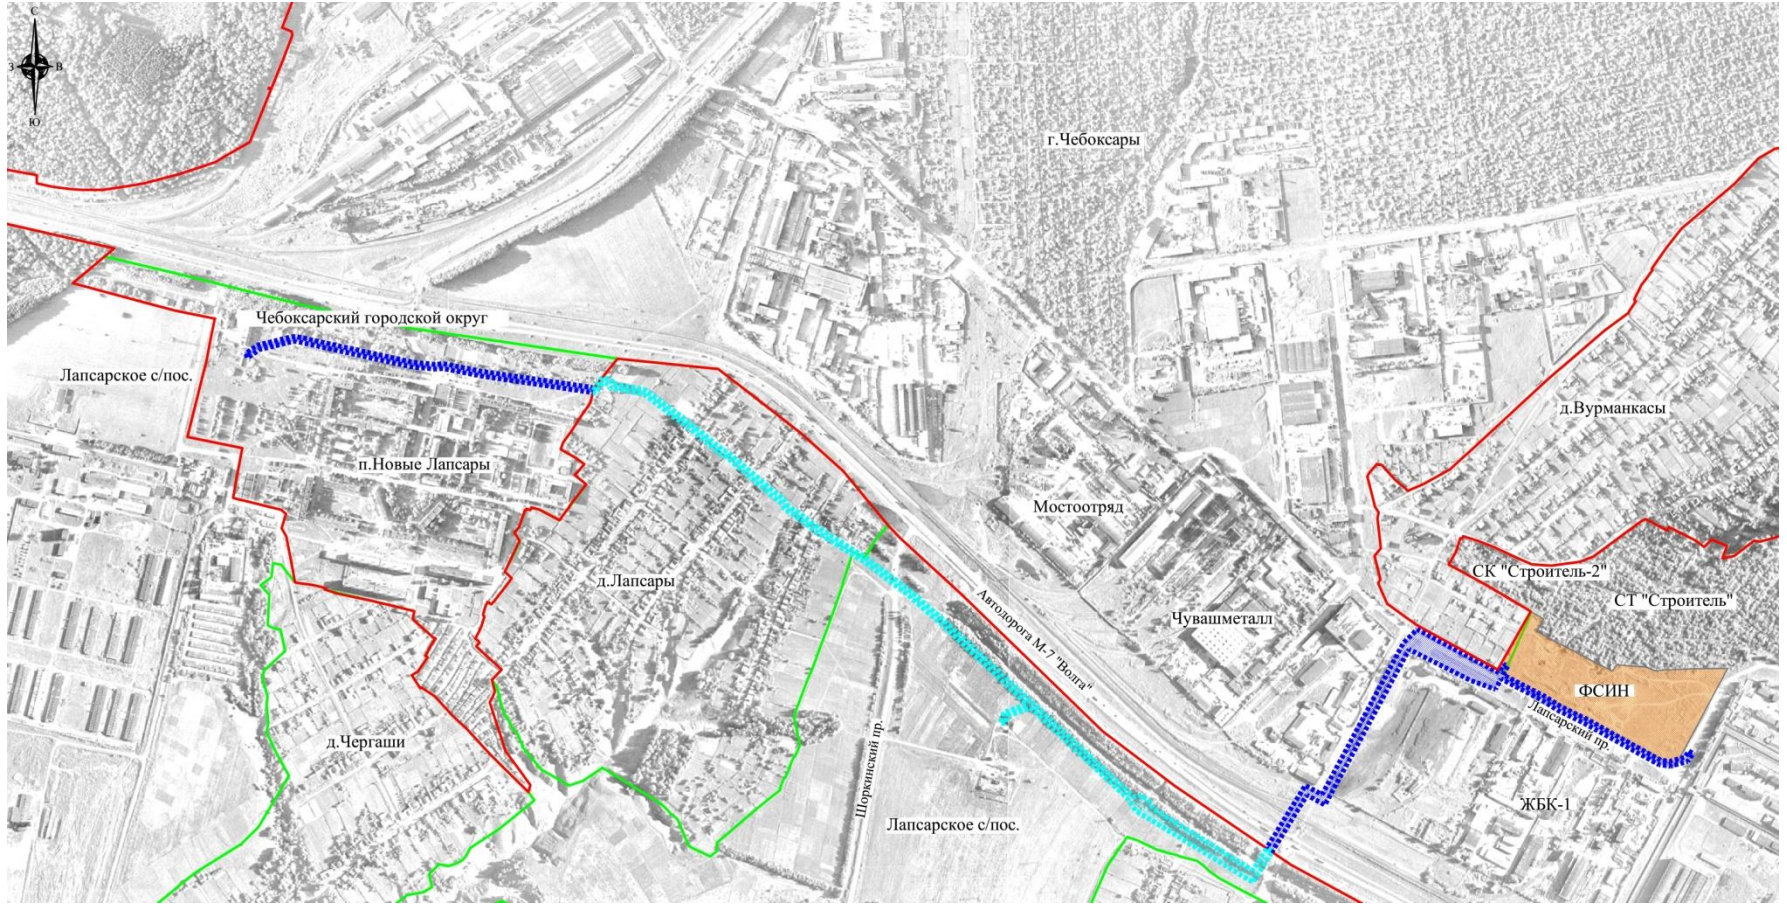 С
З
В
Ю
г.Чебоксары
Чебоксарский городской округ
Лапсарское с/пос.
д.Вурманкасы
п.Новые Лапсары
Мостоотряд
д.Лапсары
СК "Строитель-2"
СТ "Строитель"
Автодорога М-7 "Волга"
Чувашметалл
ФСИН
Лапсарский пр.
д.Чергаши
Шоркинский пр.
ЖБК-1
Лапсарское с/пос.